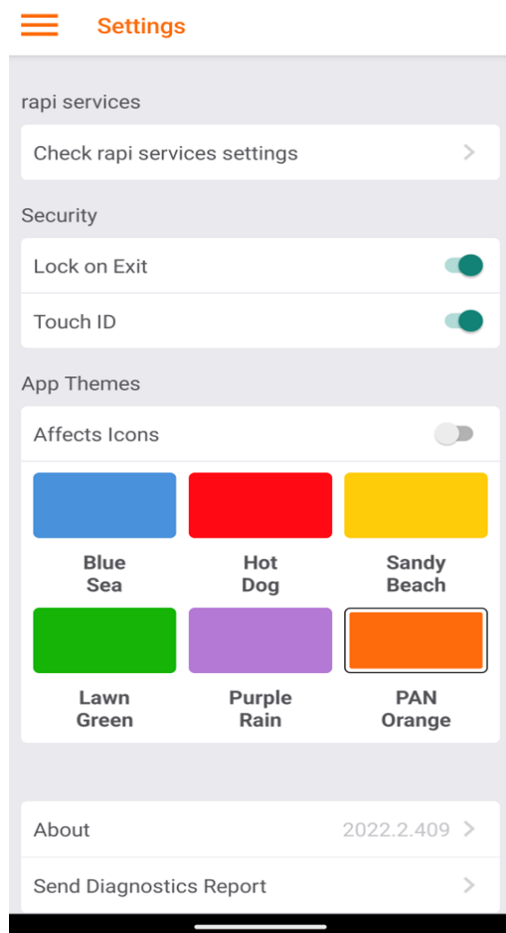 Settings
rapi services
Check rapi services settings
Security
Lock on Exit
Touch ID
App Themes
Affects Icons
Blue
Sea
Hot
Dog
Sandy
Beach
Lawn
Green
Purple
Rain
PAN
Orange
About 2022.2.409
Send Diagnostics Report